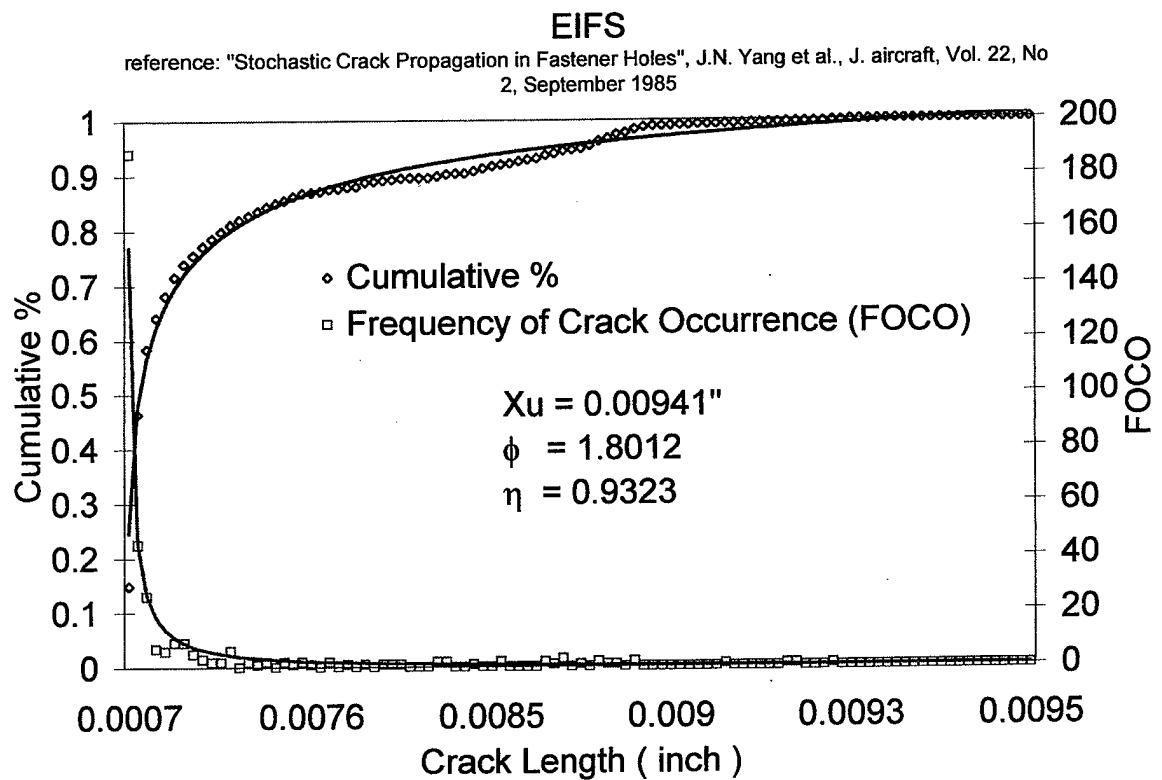 EIFS
reference: "Stochastic Crack Propagation in Fastener Holes", J.N. Yang et al., J. aircraft, Vol. 22, No
2, September 1985
1
0.9
0.8
0.7
0.6
0.5
0.4
0.3
0.2
0.1
0
Cumulative %
200
180
160
140
120
100
80
60
40
20
0
FOCO
Cumulative %
Frequency of Crack Occurrence (FOCO)
Xu = 0.00941"
ϕ = 1.8012
η = 0.9323
0.0007 0.0076 0.0085 0.009 0.0093 0.0095
Crack Length ( inch )